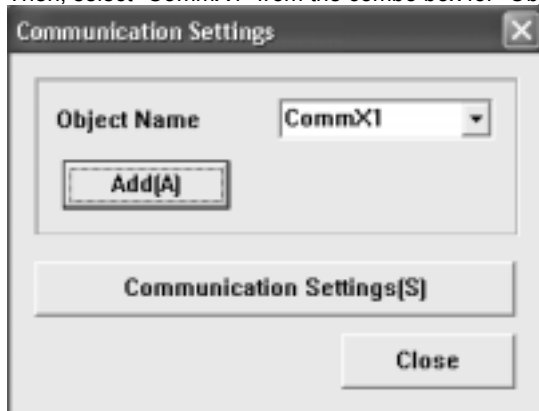 Communication Settings
Object Name CommX1
Add(A)
Communication Settings(S)
Close